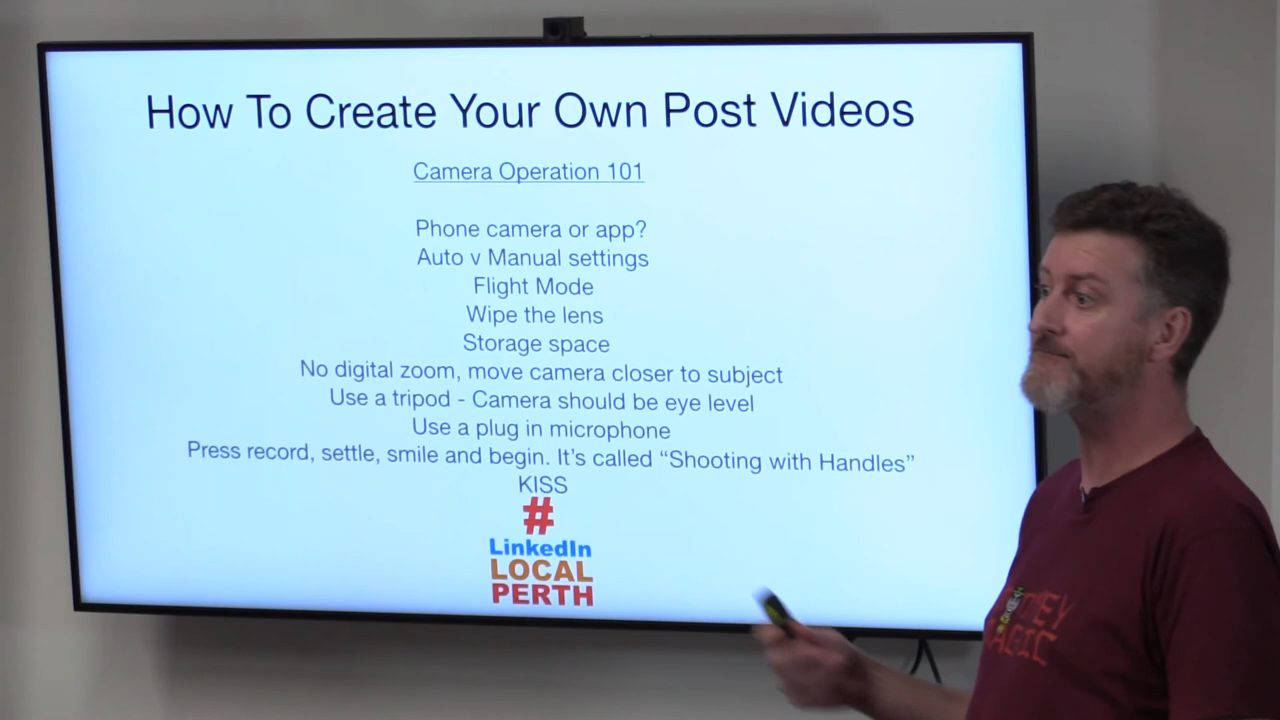 How To Create Your Own Post Videos
Camera Operation 101
Phone camera or app?
Auto v Manual settings
Flight Mode
Wipe the lens
Storage space
No digital zoom, move camera closer to subject
Use a tripod - Camera should be eye level
Use a plug in microphone
Press record, settle, smile and begin. It’s called “Shooting with Handles”
KISS
#
LinkedIn
LOCAL
PERTH